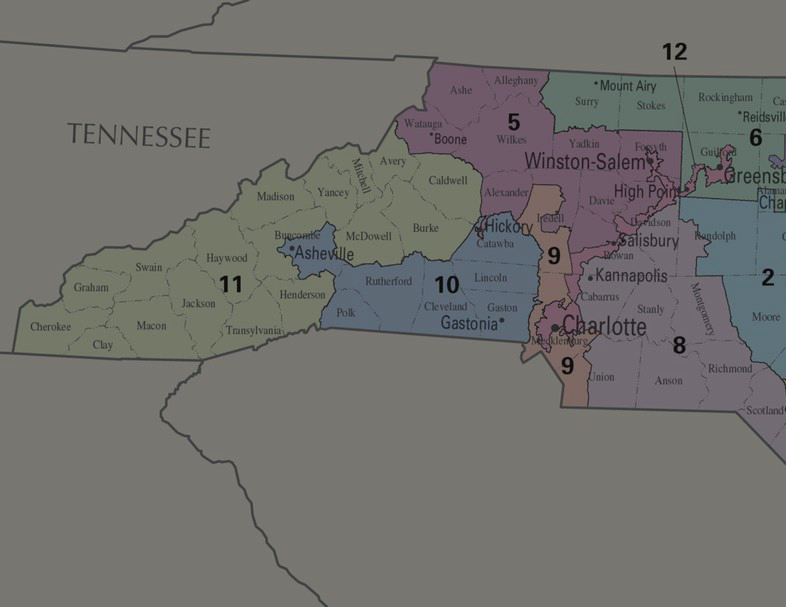 12
Alleghany
Ashe
Mount Airy
Surry
Stokes
Rockingham
Reidsvill
5
6
Watauga
Boone
Wilkes
Yadkin
Forsyth
Guilford
TENNESSEE
Winston-Salem
Greensb
Avery
Mitchell
Caldwell
Alexander
High Point
Alaman
Chap
Madison
Yancey
Davie
Iredell
Davidson
Randolph
Hickory
Burke
McDowell
Buncombe
Catawba
Salisbury
Rowan
Asheville
Haywood
Swain
9
Kannapolis
2
Rutherford
10
Lincoln
Graham
11
Henderson
Cabarrus
Montgomery
Jackson
Cleveland
Gaston
Stanly
Polk
Moore
Cherokee
Macon
Transylvania
Gastonia
Charlotte
Mecklenburg
Clay
8
9
Union
Anson
Richmond
Scotland